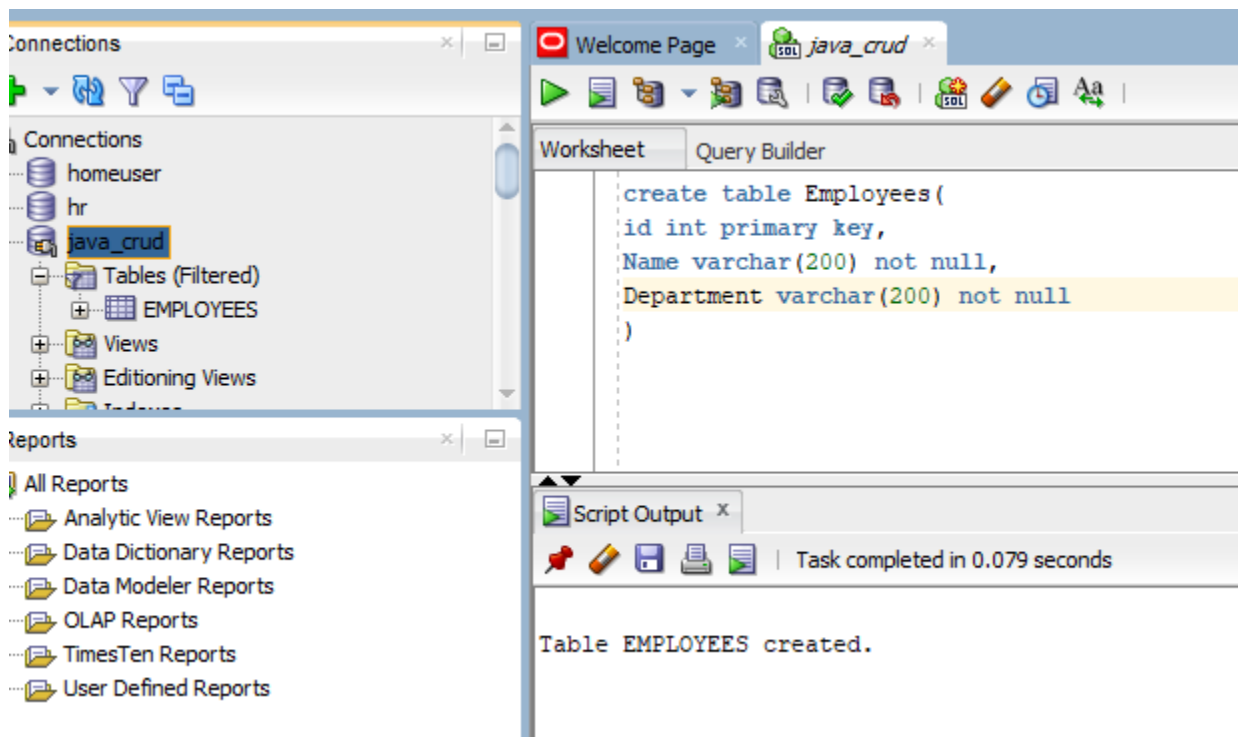 Connections
Connections
homeuser
hr
java_crud
Tables (Filtered)
EMPLOYEES
Views
Editioning Views
Indexes
Reports
All Reports
Analytic View Reports
Data Dictionary Reports
Data Modeler Reports
OLAP Reports
TimesTen Reports
User Defined Reports
Welcome Page
java_crud
Worksheet Query Builder
create table Employees(
id int primary key,
Name varchar(200) not null,
Department varchar(200) not null
)
Script Output
Task completed in 0.079 seconds
Table EMPLOYEES created.